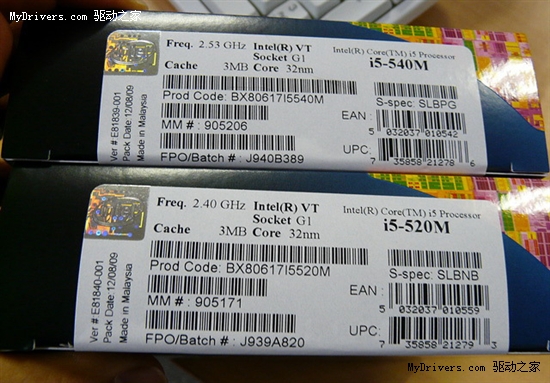 MyDrivers.com 驱动之家
Freq. 2.53 GHz Intel(R) VT
Socket G1
Cache 3MB Core 32nm
Intel(R) Core(TM) i5 Processor
i5-540M
Prod Code: BX80617I5540M
S-spec: SLBPG
MM #: 905206
EAN:
5 032037 010542
UPC:
7 35858 21278 6
FPO/Batch #: J940B389
Ver # E81839-001
Pack Date:12/08/09
Made in Malaysia
Freq. 2.40 GHz Intel(R) VT
Socket G1
Cache 3MB Core 32nm
Intel(R) Core(TM) i5 Processor
i5-520M
Prod Code: BX80617I5520M
S-spec: SLBNB
MM #: 905171
EAN:
5 032037 010559
UPC:
7 35858 21279 3
FPO/Batch #: J939A820
Ver # E81840-001
Pack Date:12/08/09
Made in Malaysia
MyDrivers.com 驱动之家